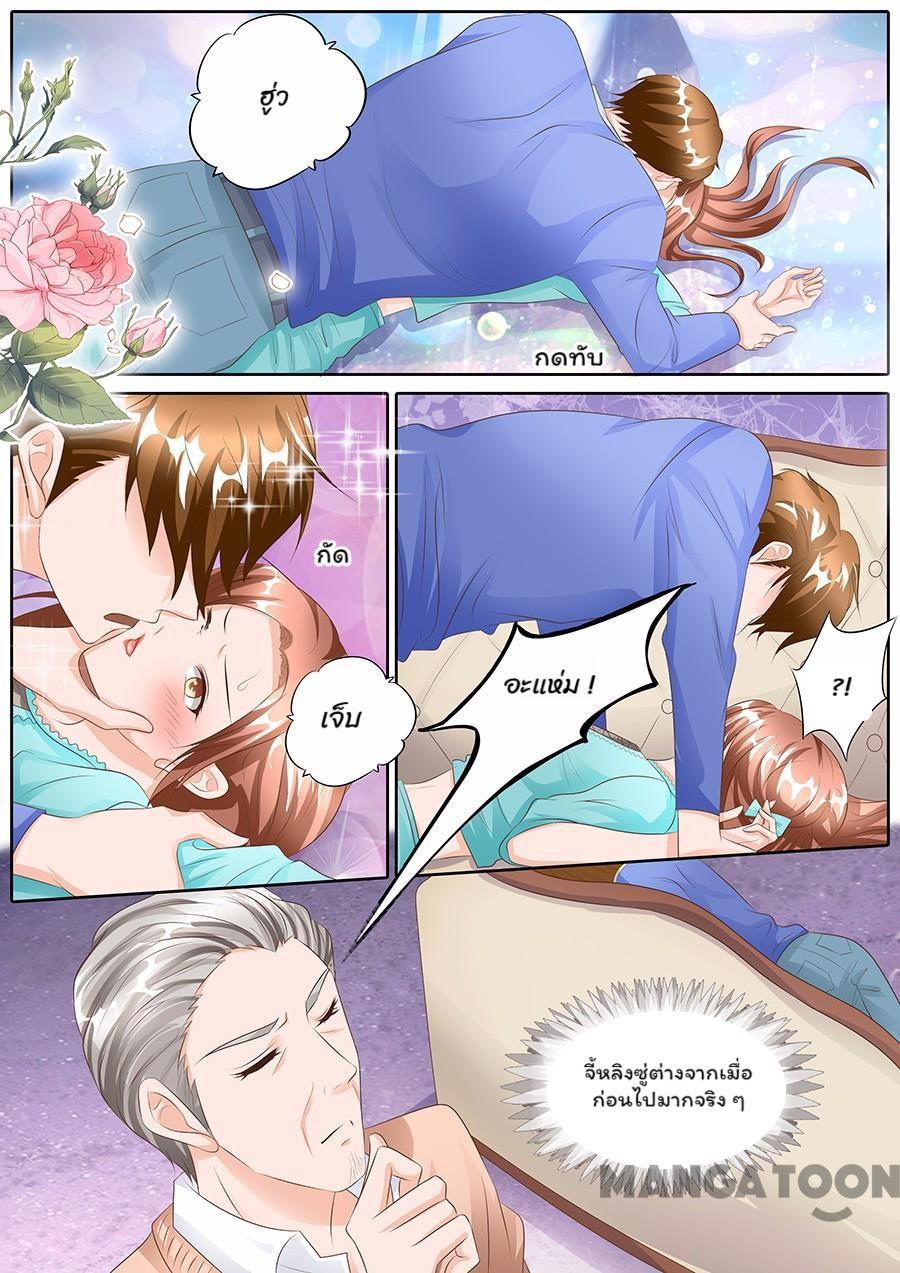 ฮู่ว
กดทับ
กัด
เจ็บ
อะแห่ม !
?!
จี้หลิงซู่ต่างจากเมื่อ
ก่อนไปมากจริง ๆ
MANGATOON